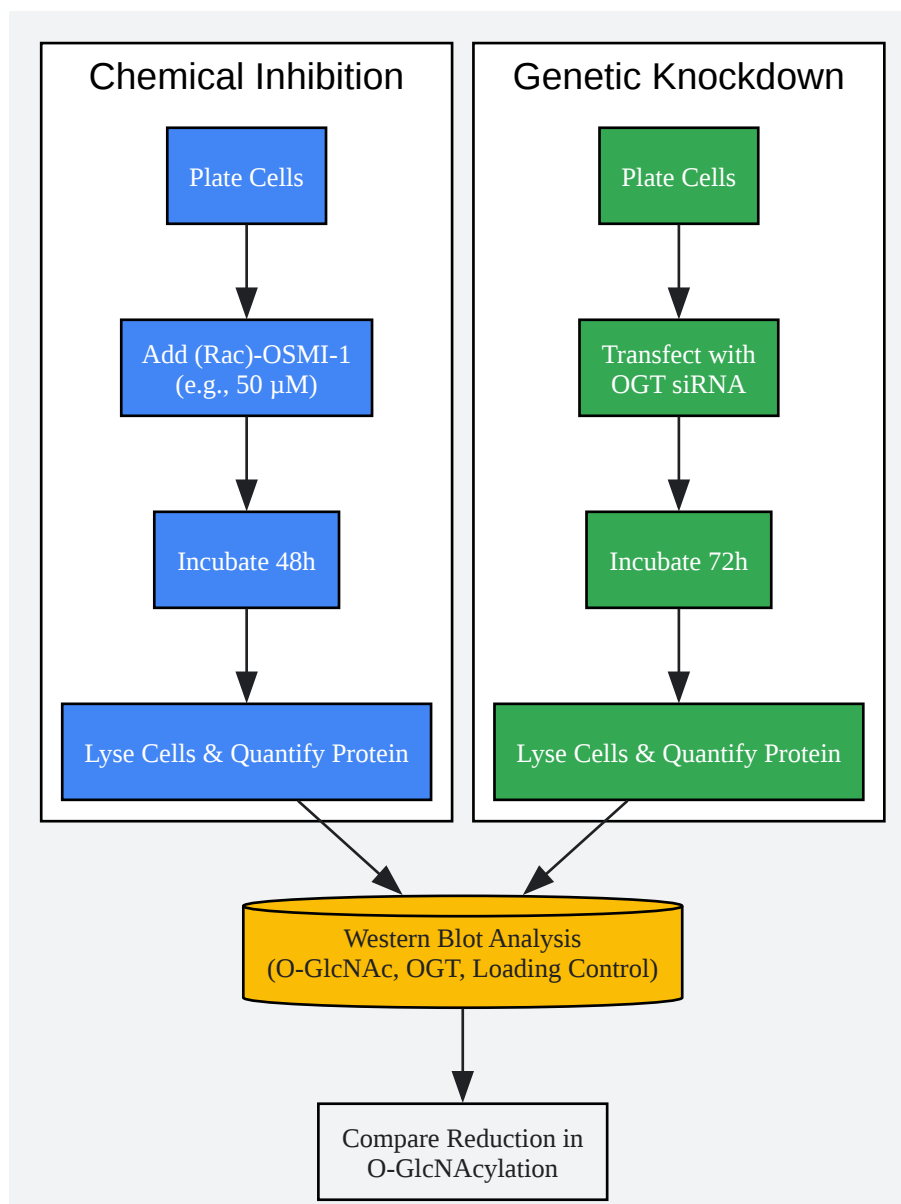 Chemical Inhibition
Plate Cells
Add (Rac)-OSMI-1
(e.g., 50 µM)
Incubate 48h
Lyse Cells & Quantify Protein
Genetic Knockdown
Plate Cells
Transfect with
OGT siRNA
Incubate 72h
Lyse Cells & Quantify Protein
Western Blot Analysis
(O-GlcNAc, OGT, Loading Control)
Compare Reduction in
O-GlcNAcylation